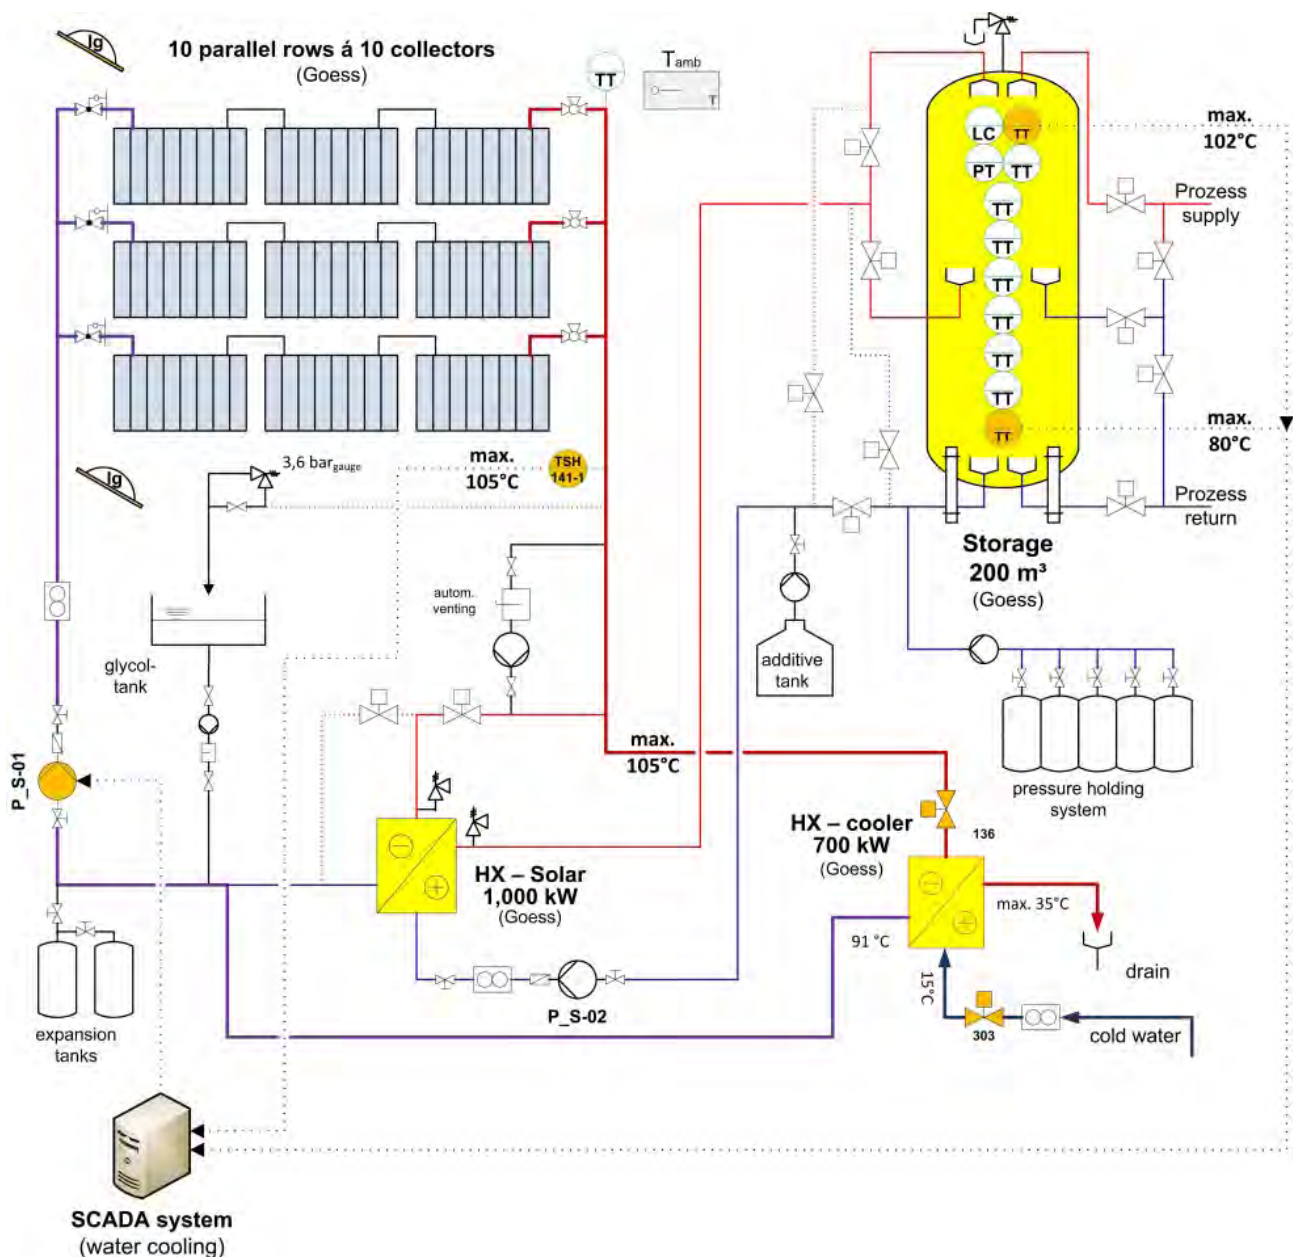 Ig
10 parallel rows á 10 collectors
(Goess)
TT
Tamb
T
LC
TT
PT
TT
TT
TT
TT
TT
TT
TT
TT
max.
102°C
Prozess
supply
max.
80°C
Prozess
return
Storage
200 m³
(Goess)
Ig
3,6 bargauge
max.
105°C
TSH
141-1
autom.
venting
glycol-
tank
additive
tank
pressure holding
system
P_S-01
max.
105°C
HX – cooler
700 kW
(Goess)
136
HX – Solar
1,000 kW
(Goess)
max. 35°C
91 °C
15°C
drain
303
cold water
P_S-02
expansion
tanks
SCADA system
(water cooling)